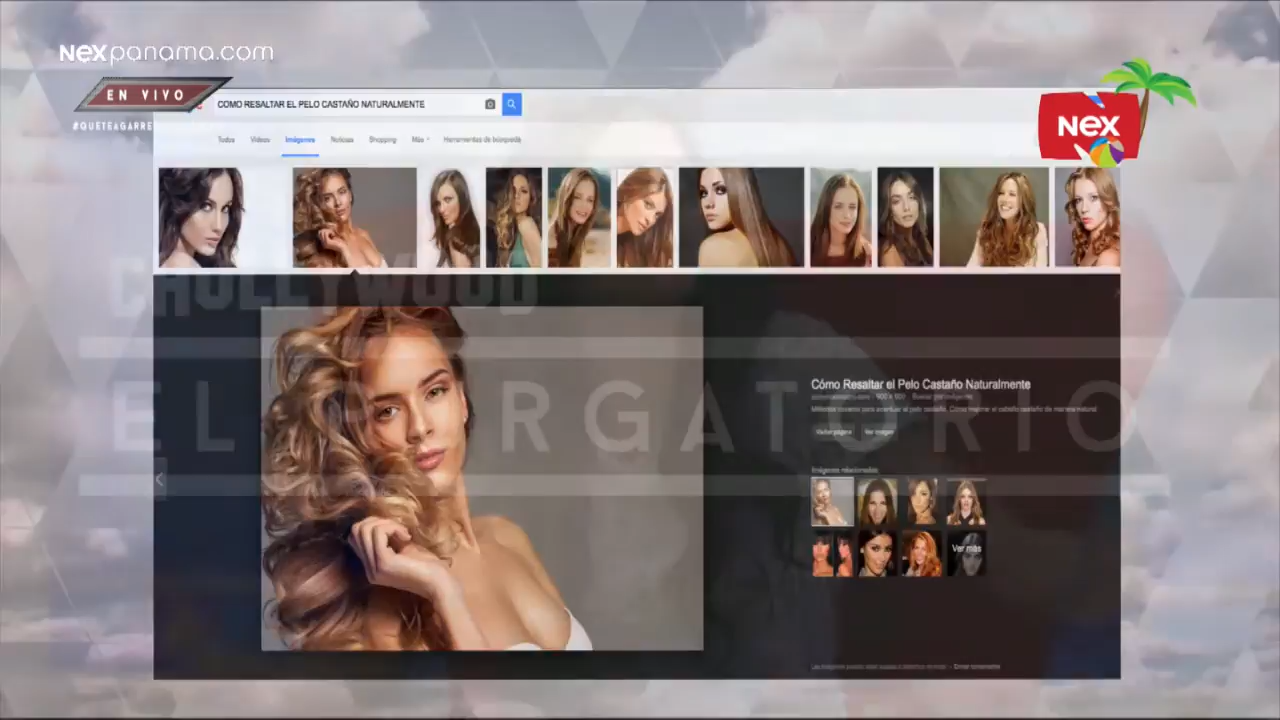 NEXpanama.com
EN VIVO
#QUETEAGARRE
COMO RESALTAR EL PELO CASTAÑO NATURALMENTE
Todos Videos Imágenes Noticias Shopping Más Herramientas de búsqueda
NEX
CHOLLYWOOD
EL PURGATORIO
Cómo Resaltar el Pelo Castaño Naturalmente
Visitar página Ver imagen
Imágenes relacionadas
Ver más